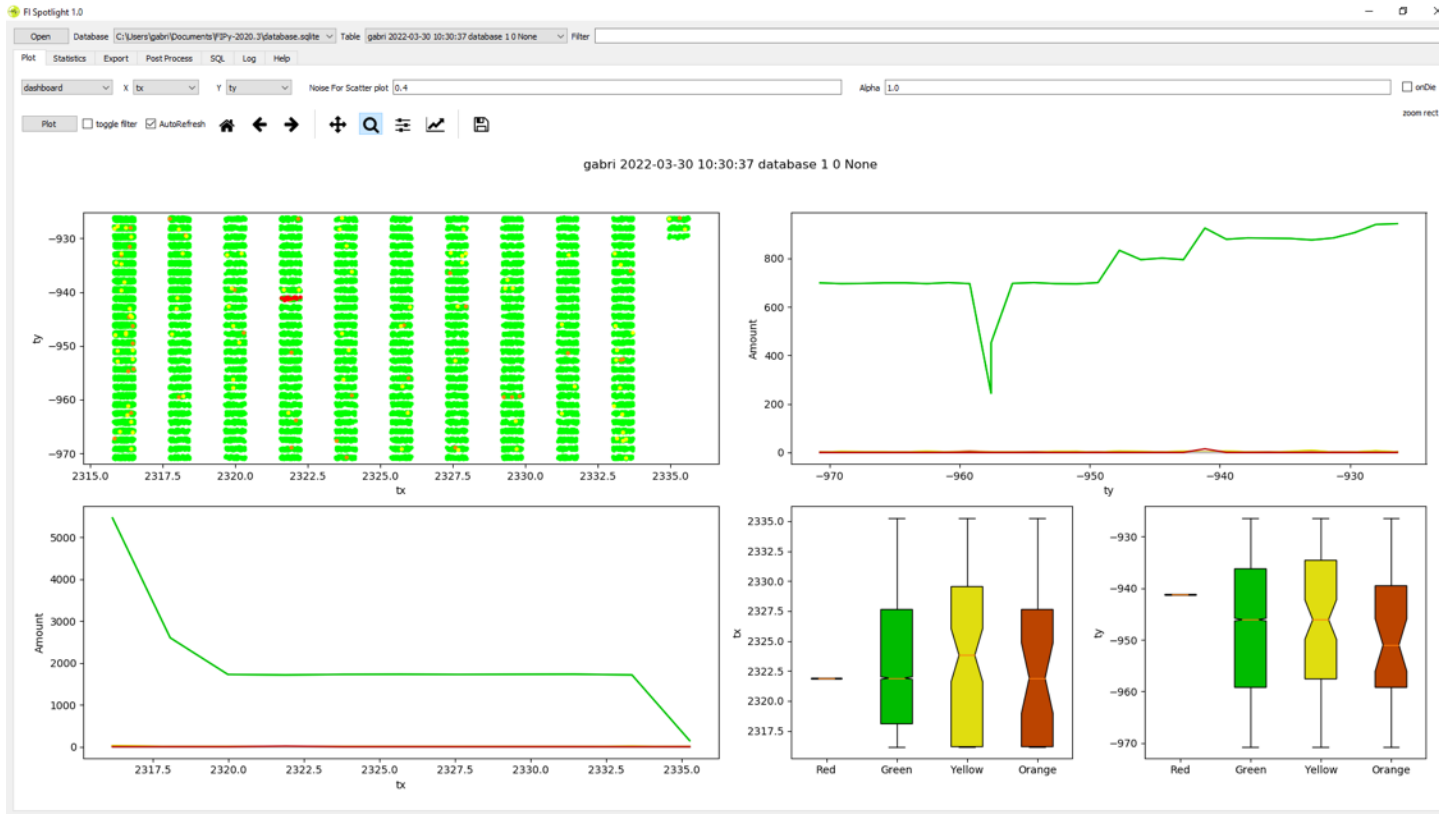 FI Spotlight 1.0
Open Database C:\Users\gabri\Documents\FIPy-2020.3\database.sqlite Table gabri 2022-03-30 10:30:37 database 1 0 None Filter
Plot Statistics Export Post Process SQL Log Help
dashboard X tx Y ty Noise For Scatter plot 0.4 Alpha 1.0 onDie
Plot toggle filter AutoRefresh zoom rect
gabri 2022-03-30 10:30:37 database 1 0 None
ty
−930
−940
−950
−960
−970
2315.0 2317.5 2320.0 2322.5 2325.0 2327.5 2330.0 2332.5 2335.0
tx
Amount
800
600
400
200
0
−970 −960 −950 −940 −930
ty
Amount
5000
4000
3000
2000
1000
0
2317.5 2320.0 2322.5 2325.0 2327.5 2330.0 2332.5 2335.0
tx
tx
2335.0
2332.5
2330.0
2327.5
2325.0
2322.5
2320.0
2317.5
Red Green Yellow Orange
ty
−930
−940
−950
−960
−970
Red Green Yellow Orange